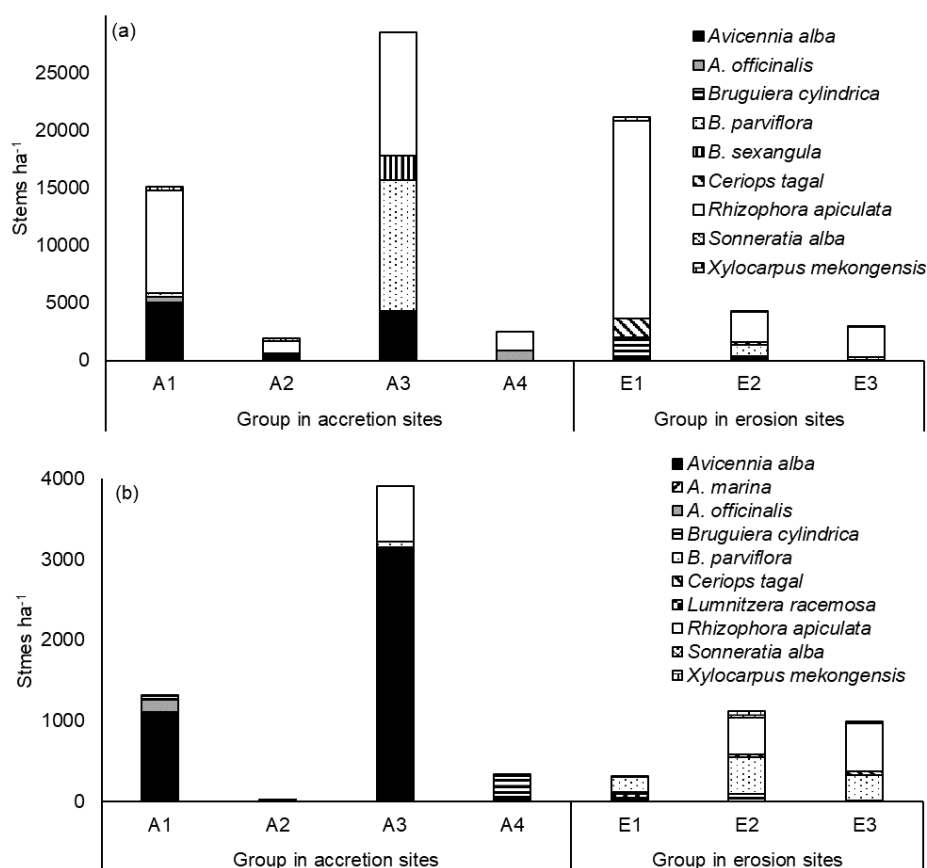 (a)
Stems ha⁻¹
25000
20000
15000
10000
5000
0
Avicennia alba
A. officinalis
Bruguiera cylindrica
B. parviflora
B. sexangula
Ceriops tagal
Rhizophora apiculata
Sonneratia alba
Xylocarpus mekongensis
A1 A2 A3 A4 E1 E2 E3
Group in accretion sites Group in erosion sites
(b)
Stmes ha⁻¹
4000
3000
2000
1000
0
Avicennia alba
A. marina
A. officinalis
Bruguiera cylindrica
B. parviflora
Ceriops tagal
Lumnitzera racemosa
Rhizophora apiculata
Sonneratia alba
Xylocarpus mekongensis
A1 A2 A3 A4 E1 E2 E3
Group in accretion sites Group in erosion sites